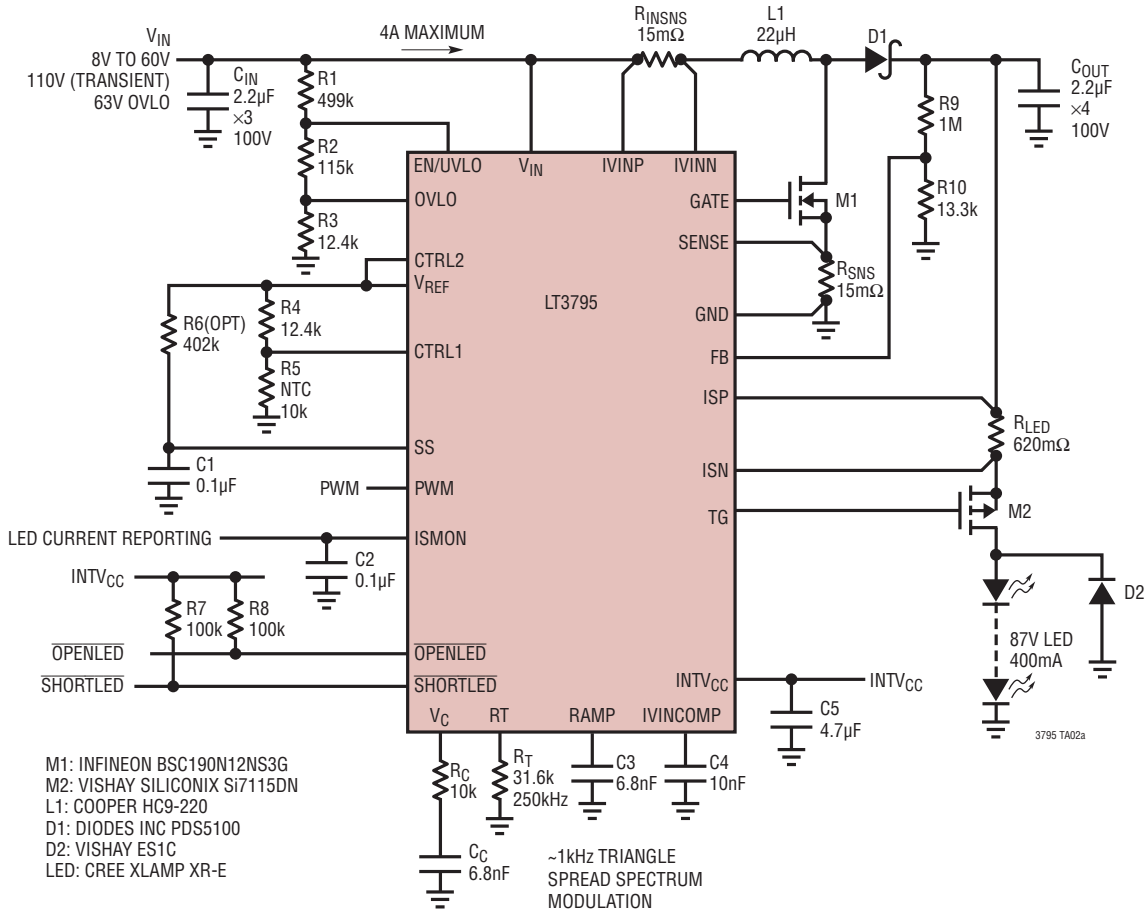 VIN
8V TO 60V
110V (TRANSIENT)
63V OVLO
CIN
2.2µF
×3
100V
4A MAXIMUM
R1
499k
R2
115k
R3
12.4k
RINSNS
15mΩ
L1
22µH
D1
COUT
2.2µF
×4
100V
R9
1M
R10
13.3k
EN/UVLO
VIN
IVINP
IVINN
OVLO
GATE
M1
SENSE
CTRL2
VREF
LT3795
RSNS
15mΩ
GND
R6(OPT)
402k
R4
12.4k
CTRL1
FB
R5
NTC
10k
ISP
RLED
620mΩ
SS
ISN
C1
0.1µF
PWM
PWM
TG
M2
LED CURRENT REPORTING
ISMON
C2
0.1µF
INTVCC
R7
100k
R8
100k
D2
87V LED
400mA
OPENLED
OPENLED
SHORTLED
SHORTLED
INTVCC
INTVCC
C5
4.7µF
3795 TA02a
VC
RT
RAMP
IVINCOMP
RC
10k
RT
31.6k
250kHz
C3
6.8nF
C4
10nF
CC
6.8nF
~1kHz TRIANGLE
SPREAD SPECTRUM
MODULATION
M1: INFINEON BSC190N12NS3G
M2: VISHAY SILICONIX Si7115DN
L1: COOPER HC9-220
D1: DIODES INC PDS5100
D2: VISHAY ES1C
LED: CREE XLAMP XR-E